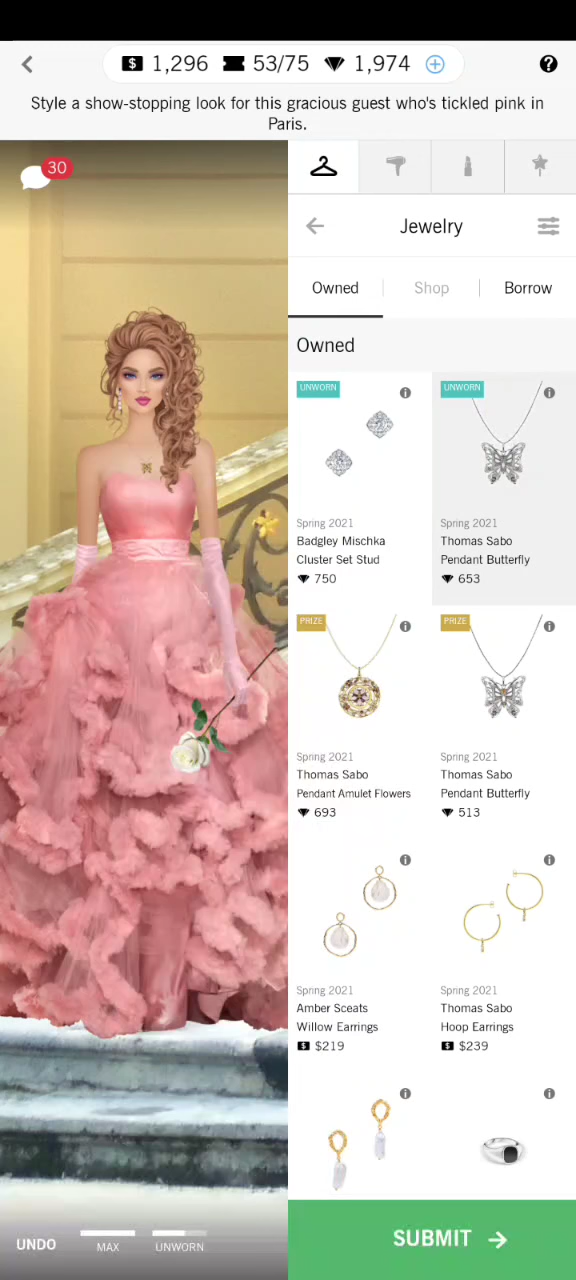 1,296 53/75 1,974
Style a show-stopping look for this gracious guest who's tickled pink in
Paris.
30
Jewelry
Owned Shop Borrow
Owned
UNWORN UNWORN
Spring 2021 Spring 2021
Badgley Mischka Thomas Sabo
Cluster Set Stud Pendant Butterfly
750 653
PRIZE PRIZE
Spring 2021 Spring 2021
Thomas Sabo Thomas Sabo
Pendant Amulet Flowers Pendant Butterfly
693 513
Spring 2021 Spring 2021
Amber Sceats Thomas Sabo
Willow Earrings Hoop Earrings
$219 $239
UNDO MAX UNWORN
SUBMIT